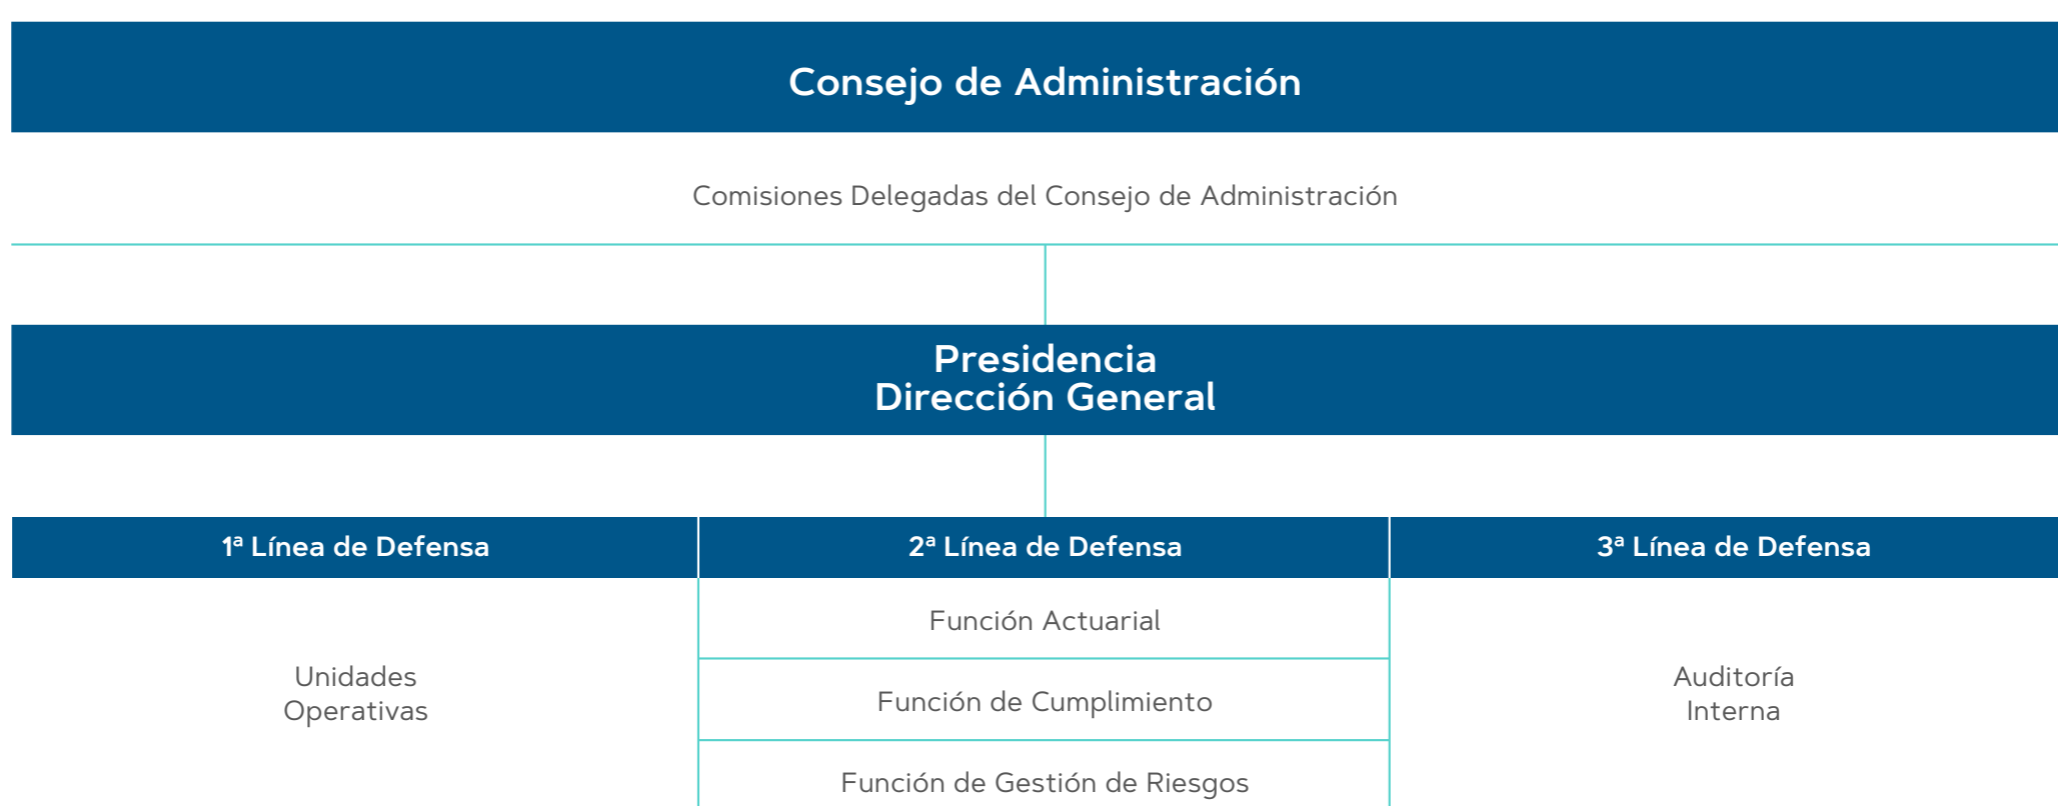 Consejo de Administración
Comisiones Delegadas del Consejo de Administración
Presidencia
Dirección General
1ª Línea de Defensa
2ª Línea de Defensa
3ª Línea de Defensa
Unidades
Operativas
Función Actuarial
Función de Cumplimiento
Función de Gestión de Riesgos
Auditoría
Interna